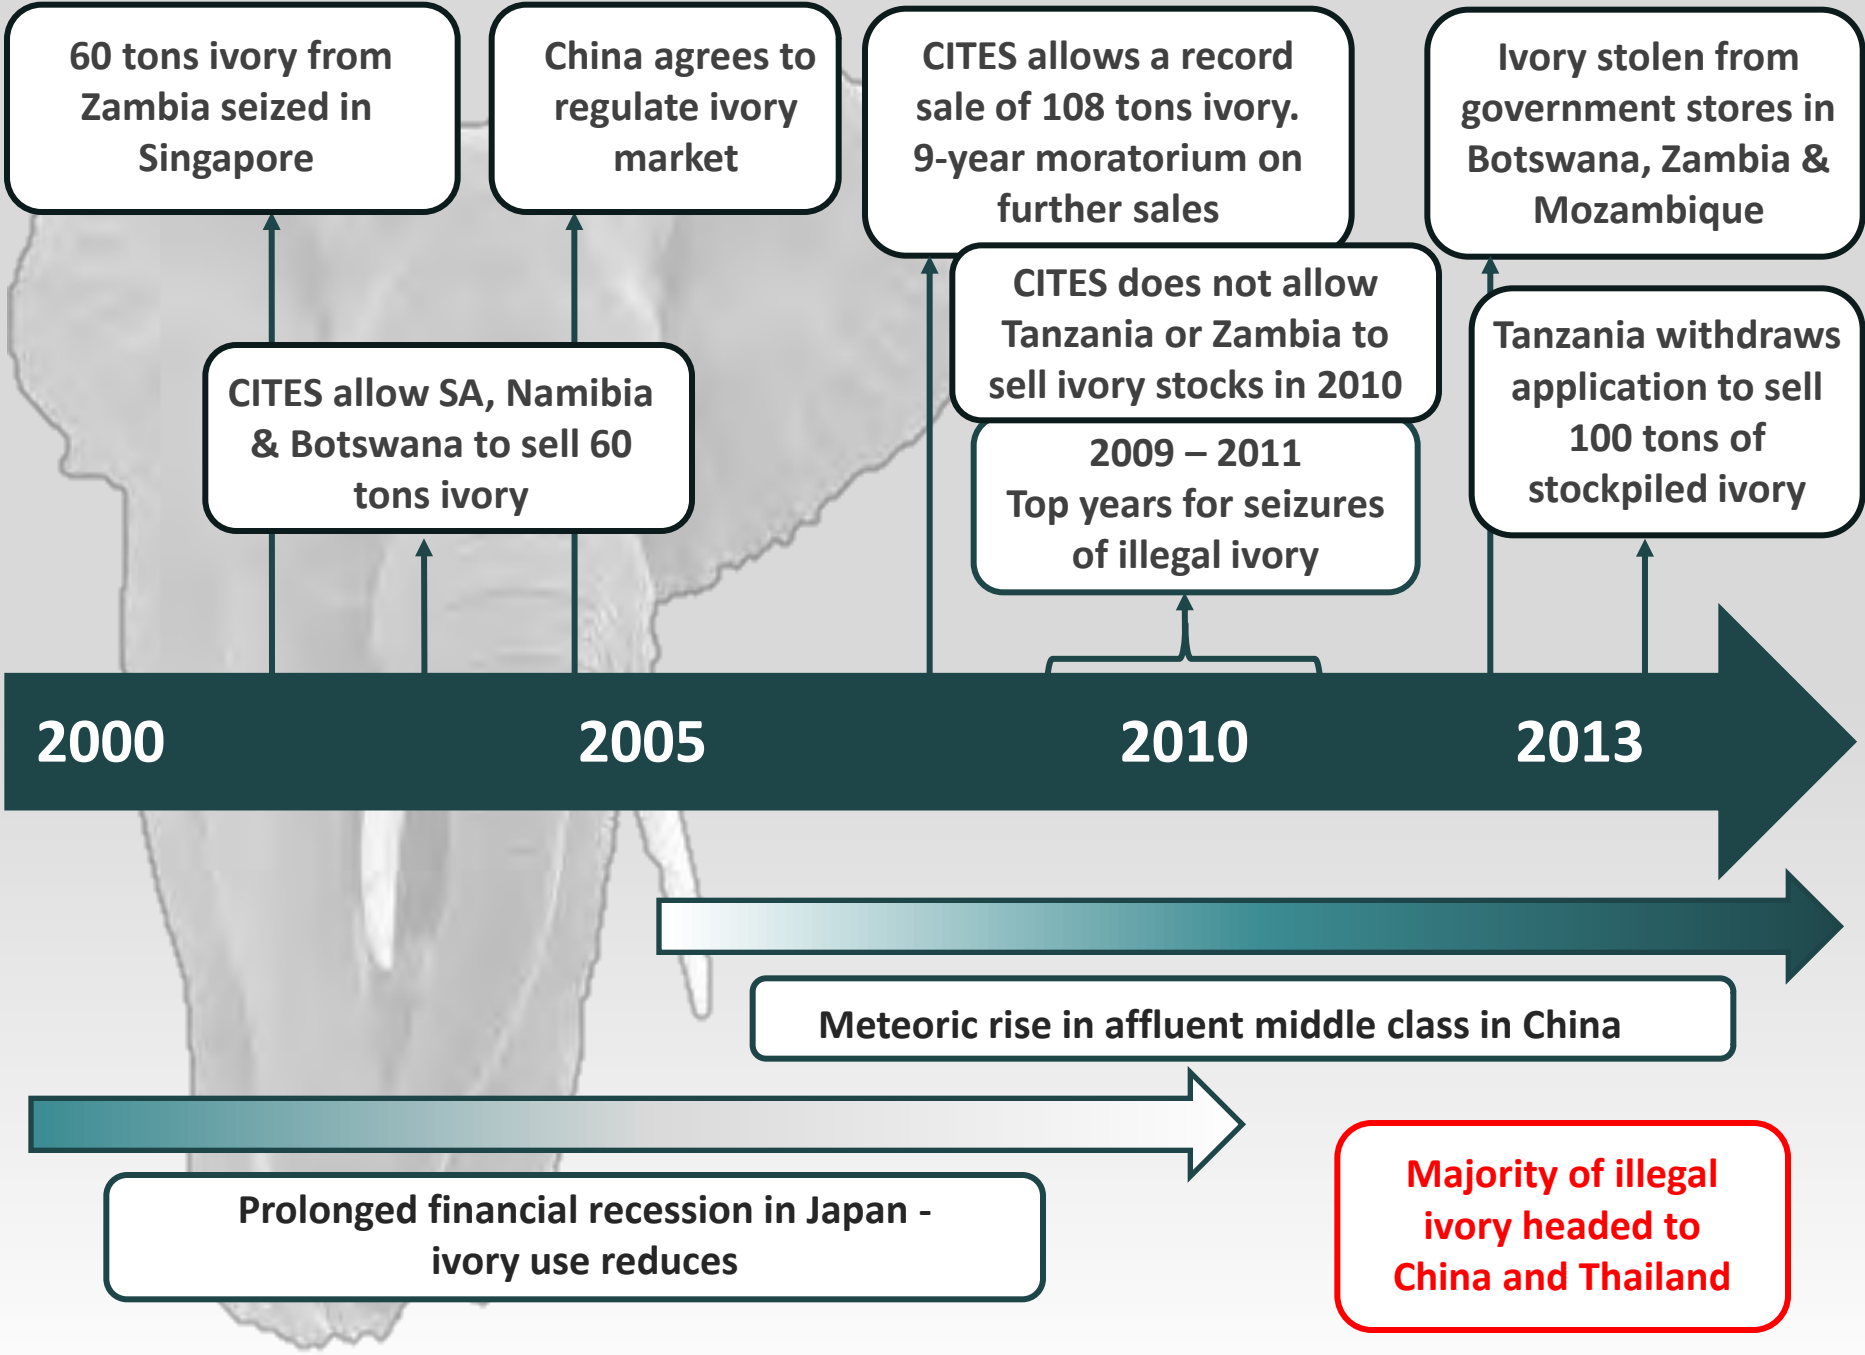 60 tons ivory from
Zambia seized in
Singapore
China agrees to
regulate ivory
market
CITES allows a record
sale of 108 tons ivory.
9-year moratorium on
further sales
Ivory stolen from
government stores in
Botswana, Zambia &
Mozambique
CITES allow SA, Namibia
& Botswana to sell 60
tons ivory
CITES does not allow
Tanzania or Zambia to
sell ivory stocks in 2010
2009 – 2011
Top years for seizures
of illegal ivory
Tanzania withdraws
application to sell
100 tons of
stockpiled ivory
2000
2005
2010
2013
Meteoric rise in affluent middle class in China
Prolonged financial recession in Japan -
ivory use reduces
Majority of illegal
ivory headed to
China and Thailand